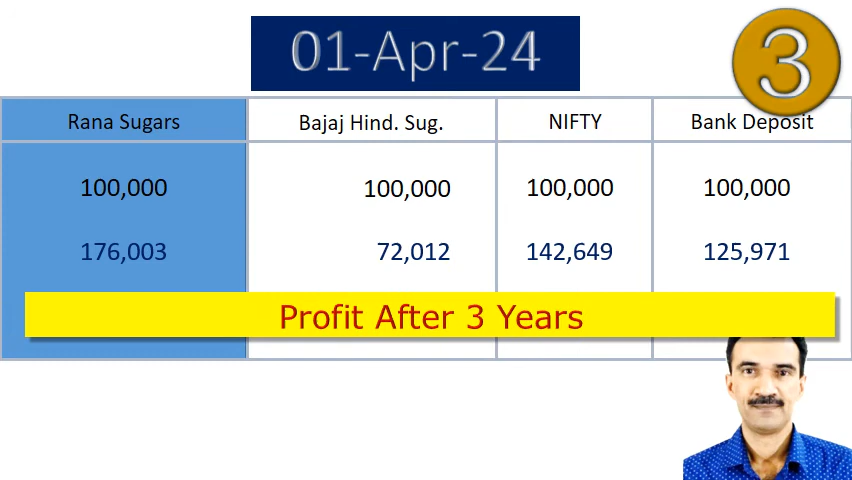 01-Apr-24
3
Rana Sugars Bajaj Hind. Sug. NIFTY Bank Deposit
100,000 100,000 100,000 100,000
176,003 72,012 142,649 125,971
Profit After 3 Years